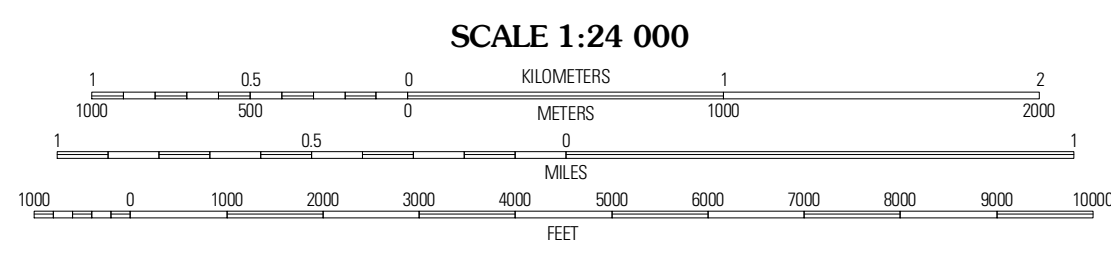 SCALE 1:24 000
1 0.5 0 KILOMETERS 1 2
1000 500 0 METERS 1000 2000
1 0.5 0 1
MILES
1000 0 1000 2000 3000 4000 5000 6000 7000 8000 9000 10000
FEET